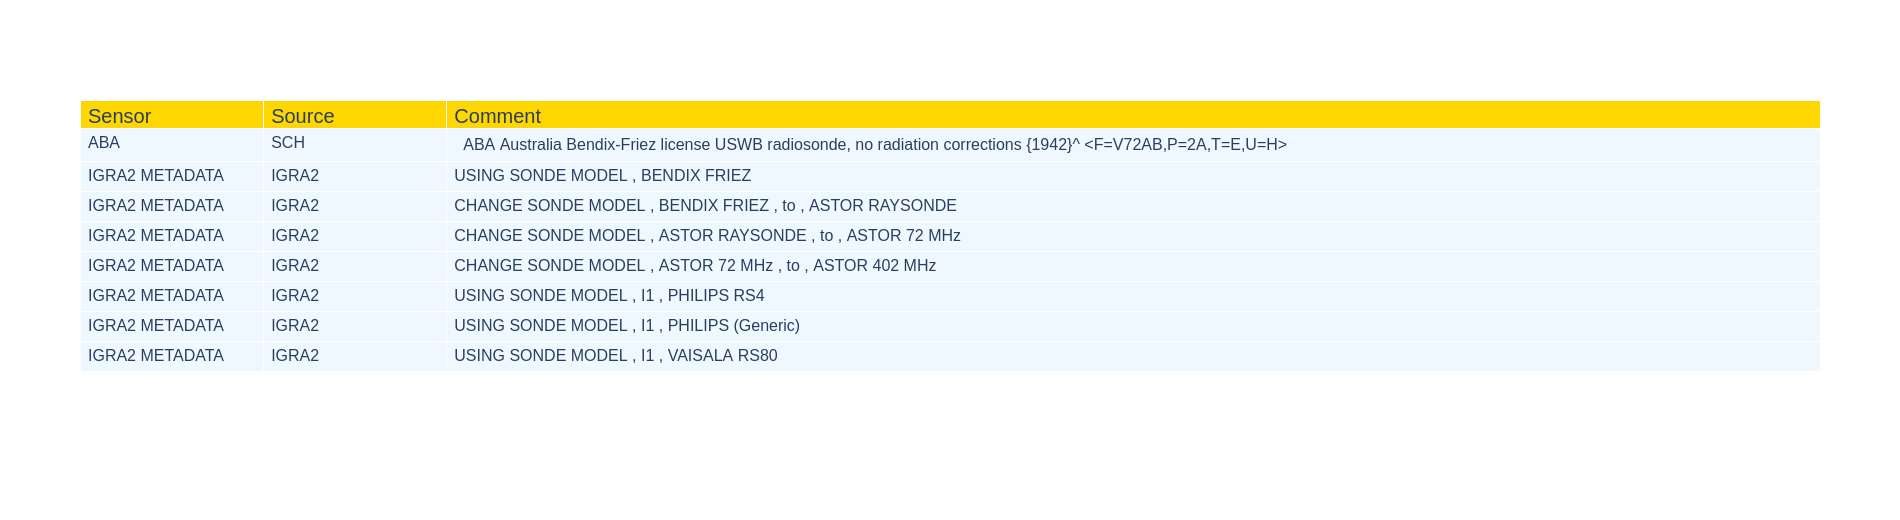 Sensor Source Comment
ABA SCH ABA Australia Bendix-Friez license USWB radiosonde, no radiation corrections {1942}^ <F=V72AB,P=2A,T=E,U=H>
IGRA2 METADATA IGRA2 USING SONDE MODEL , BENDIX FRIEZ
IGRA2 METADATA IGRA2 CHANGE SONDE MODEL , BENDIX FRIEZ , to , ASTOR RAYSONDE
IGRA2 METADATA IGRA2 CHANGE SONDE MODEL , ASTOR RAYSONDE , to , ASTOR 72 MHz
IGRA2 METADATA IGRA2 CHANGE SONDE MODEL , ASTOR 72 MHz , to , ASTOR 402 MHz
IGRA2 METADATA IGRA2 USING SONDE MODEL , I1 , PHILIPS RS4
IGRA2 METADATA IGRA2 USING SONDE MODEL , I1 , PHILIPS (Generic)
IGRA2 METADATA IGRA2 USING SONDE MODEL , I1 , VAISALA RS80